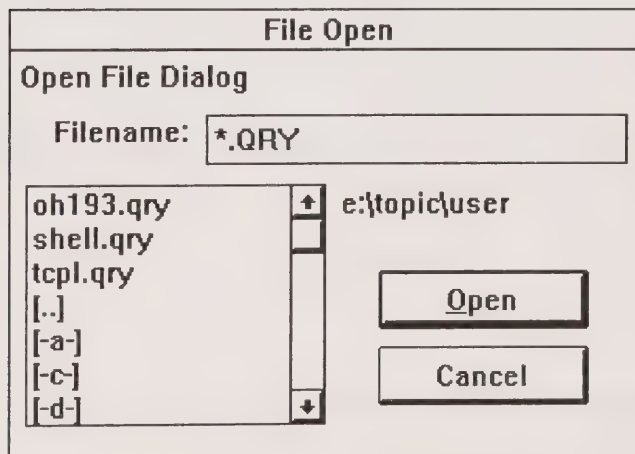 File Open
Open File Dialog
Filename: *.QRY
oh193.qry
shell.qry
tcpl.qry
[..]
[-a-]
[-c-]
[-d-]
e:\topic\user
Open
Cancel